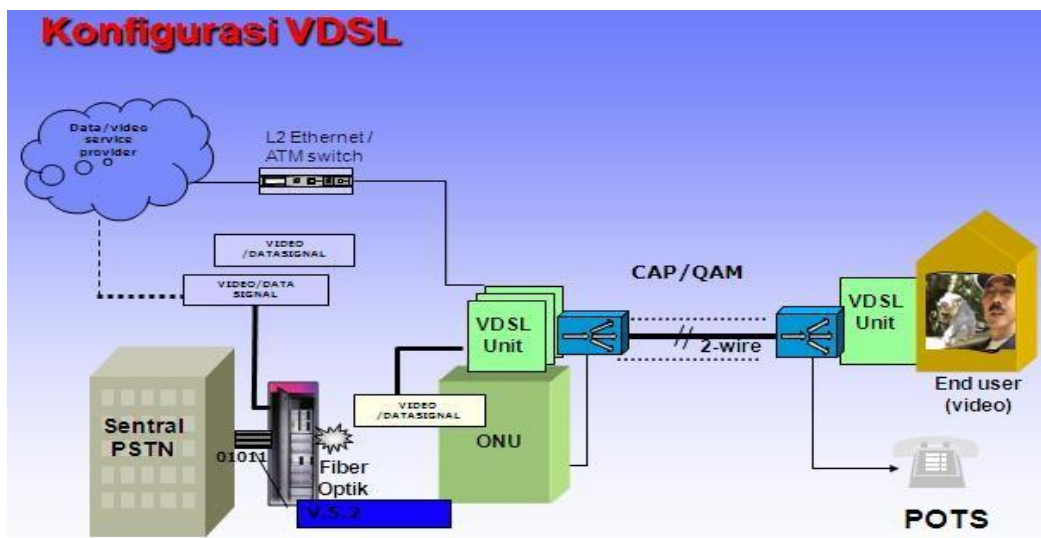 Konfigurasi VDSL
Data/video
service
provider
L2 Ethernet /
ATM switch
VIDEO
/DATASIGNAL
VIDEO/DATA
SIGNAL
CAP/QAM
VDSL
Unit
2-wire
VDSL
Unit
End user
(video)
VIDEO
/DATASIGNAL
Sentral
PSTN
01011
Fiber
Optik
ONU
V.5.2
POTS